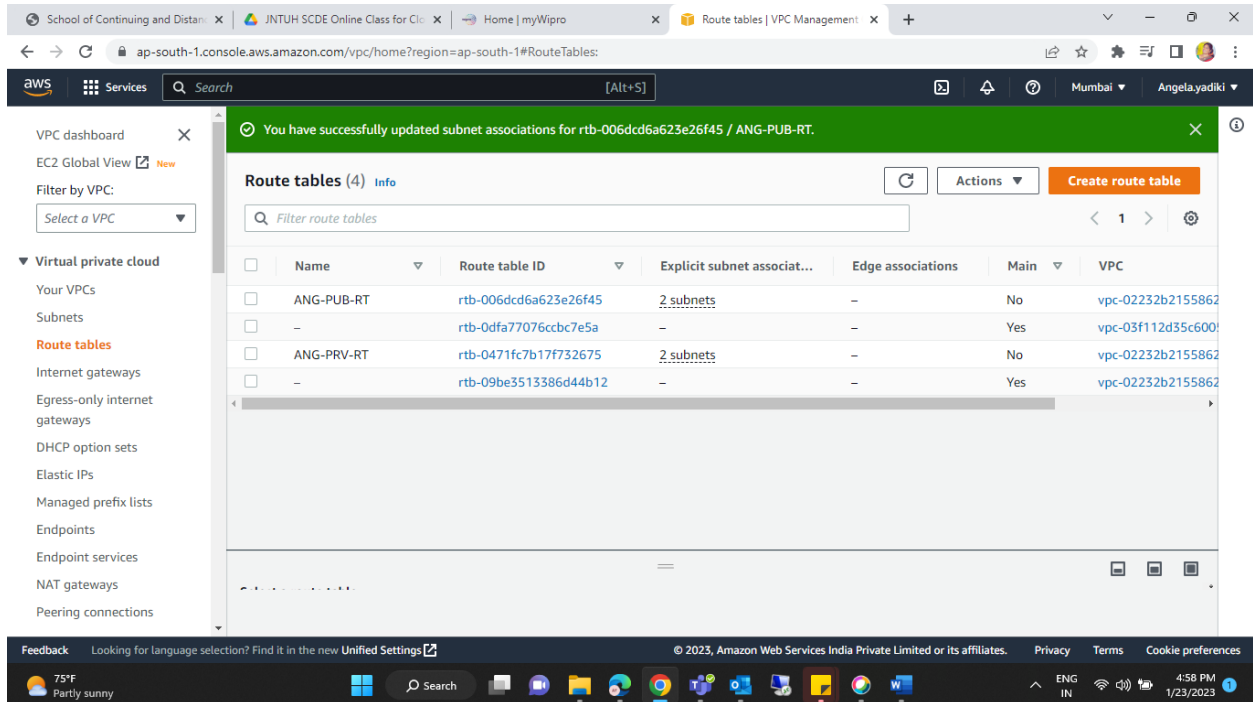 School of Continuing and Distanc
JNTUH SCDE Online Class for Clo
Home | myWipro
Route tables | VPC Management
ap-south-1.console.aws.amazon.com/vpc/home?region=ap-south-1#RouteTables:
aws
Services
Search
[Alt+S]
Mumbai
Angela.yadiki
VPC dashboard
EC2 Global View New
Filter by VPC:
Select a VPC
Virtual private cloud
Your VPCs
Subnets
Route tables
Internet gateways
Egress-only internet
gateways
DHCP option sets
Elastic IPs
Managed prefix lists
Endpoints
Endpoint services
NAT gateways
Peering connections
You have successfully updated subnet associations for rtb-006dcd6a623e26f45 / ANG-PUB-RT.
Route tables (4) Info
Actions
Create route table
Filter route tables
1
Name Route table ID Explicit subnet associat... Edge associations Main VPC
ANG-PUB-RT rtb-006dcd6a623e26f45 2 subnets – No vpc-02232b2155862
– rtb-0dfa77076ccbc7e5a – – Yes vpc-03f112d35c600
ANG-PRV-RT rtb-0471fc7b17f732675 2 subnets – No vpc-02232b2155862
– rtb-09be3513386d44b12 – – Yes vpc-02232b2155862
Feedback Looking for language selection? Find it in the new Unified Settings
© 2023, Amazon Web Services India Private Limited or its affiliates. Privacy Terms Cookie preferences
75°F
Partly sunny
Search
ENG
IN
4:58 PM
1/23/2023
1